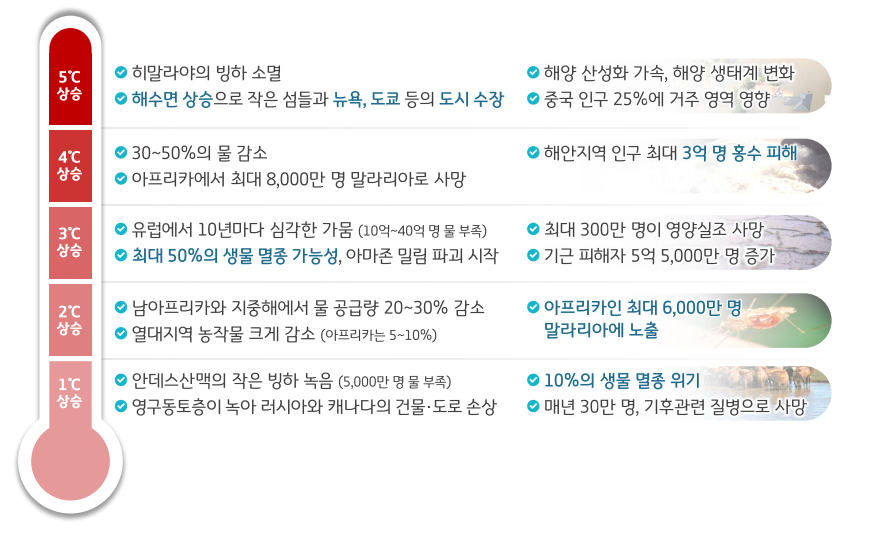 5℃
상승
히말라야의 빙하 소멸
해수면 상승으로 작은 섬들과 뉴욕, 도쿄 등의 도시 수장
해양 산성화 가속, 해양 생태계 변화
중국 인구 25%에 거주 영역 영향
4℃
상승
30~50%의 물 감소
아프리카에서 최대 8,000만 명 말라리아로 사망
해안지역 인구 최대 3억 명 홍수 피해
3℃
상승
유럽에서 10년마다 심각한 가뭄 (10억~40억 명 물 부족)
최대 50%의 생물 멸종 가능성, 아마존 밀림 파괴 시작
최대 300만 명이 영양실조 사망
기근 피해자 5억 5,000만 명 증가
2℃
상승
남아프리카와 지중해에서 물 공급량 20~30% 감소
열대지역 농작물 크게 감소 (아프리카는 5~10%)
아프리카인 최대 6,000만 명
말라리아에 노출
1℃
상승
안데스산맥의 작은 빙하 녹음 (5,000만 명 물 부족)
영구동토층이 녹아 러시아와 캐나다의 건물·도로 손상
10%의 생물 멸종 위기
매년 30만 명, 기후관련 질병으로 사망